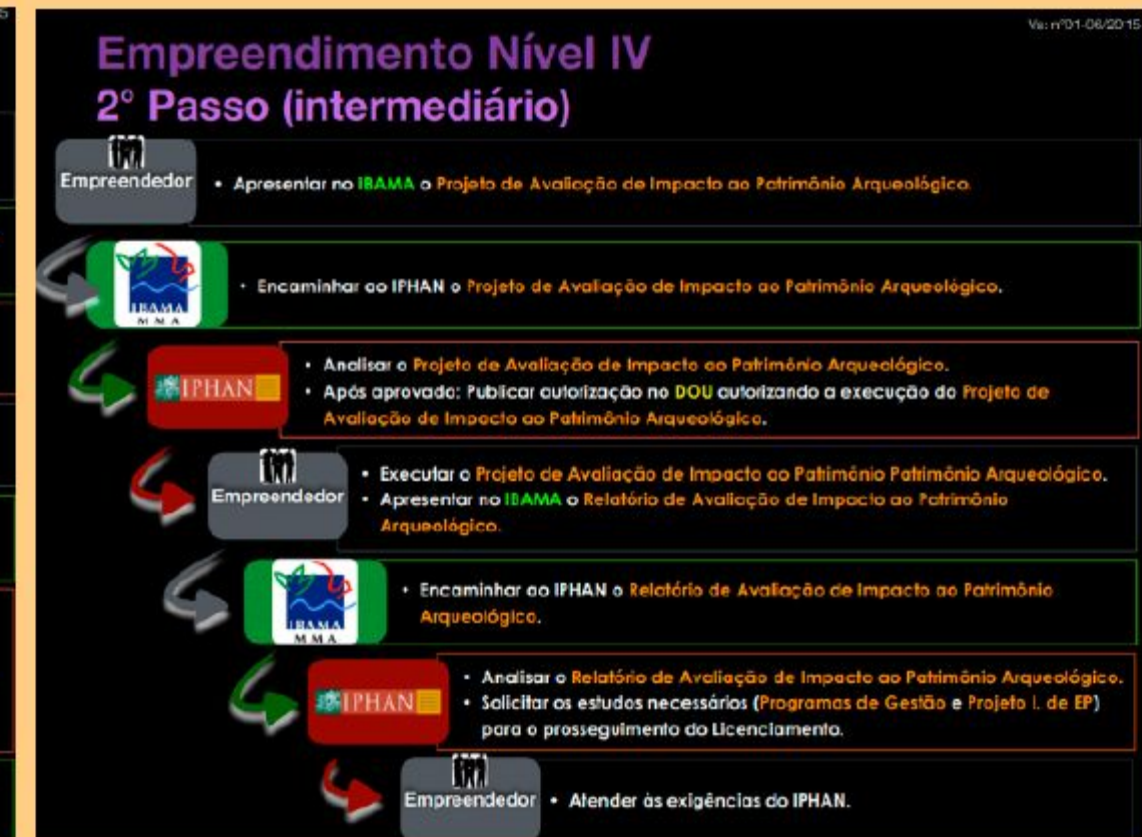 Vs: nº01-06/2015
Empreendimento Nível IV
2º Passo (intermediário)
Empreendedor
• Apresentar no IBAMA o Projeto de Avaliação de Impacto ao Patrimônio Arqueológico.
IBAMA
MMA
• Encaminhar ao IPHAN o Projeto de Avaliação de Impacto ao Patrimônio Arqueológico.
IPHAN
• Analisar o Projeto de Avaliação de Impacto ao Patrimônio Arqueológico.
• Após aprovado: Publicar autorização no DOU autorizando a execução do Projeto de
Avaliação de Impacto ao Patrimônio Arqueológico.
Empreendedor
• Executar o Projeto de Avaliação de Impacto ao Patrimônio Patrimônio Arqueológico.
• Apresentar no IBAMA o Relatório de Avaliação de Impacto ao Patrimônio
Arqueológico.
IBAMA
MMA
• Encaminhar ao IPHAN o Relatório de Avaliação de Impacto ao Patrimônio
Arqueológico.
IPHAN
• Analisar o Relatório de Avaliação de Impacto ao Patrimônio Arqueológico.
• Solicitar os estudos necessários (Programas de Gestão e Projeto I. de EP)
para o prosseguimento do Licenciamento.
Empreendedor
• Atender às exigências do IPHAN.